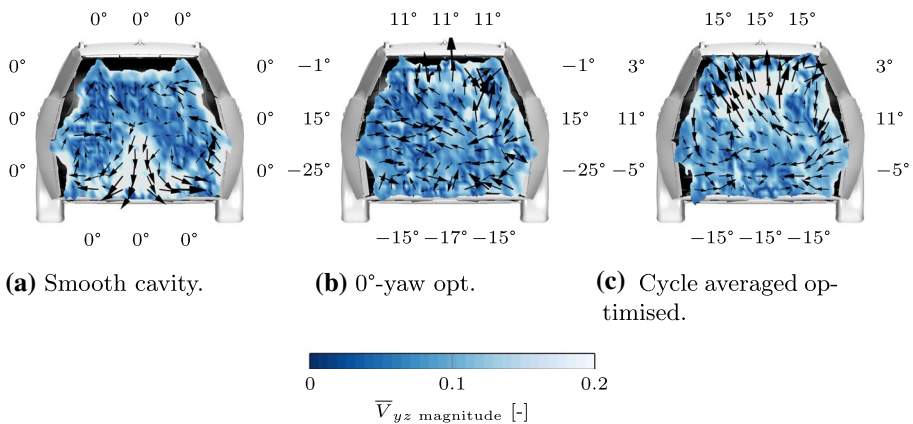 0° 0° 0° 11° 11° 11° 15° 15° 15°
0° 0° −1° −1° 3° 3°
0° 0° 15° 15° 11° 11°
0° 0° −25° −25° −5° −5°
0° 0° 0° −15° −17° −15° −15° −15° −15°
(a) Smooth cavity.
(b) 0°-yaw opt.
(c) Cycle averaged op-
timised.
0 0.1 0.2
V̅yz magnitude [-]